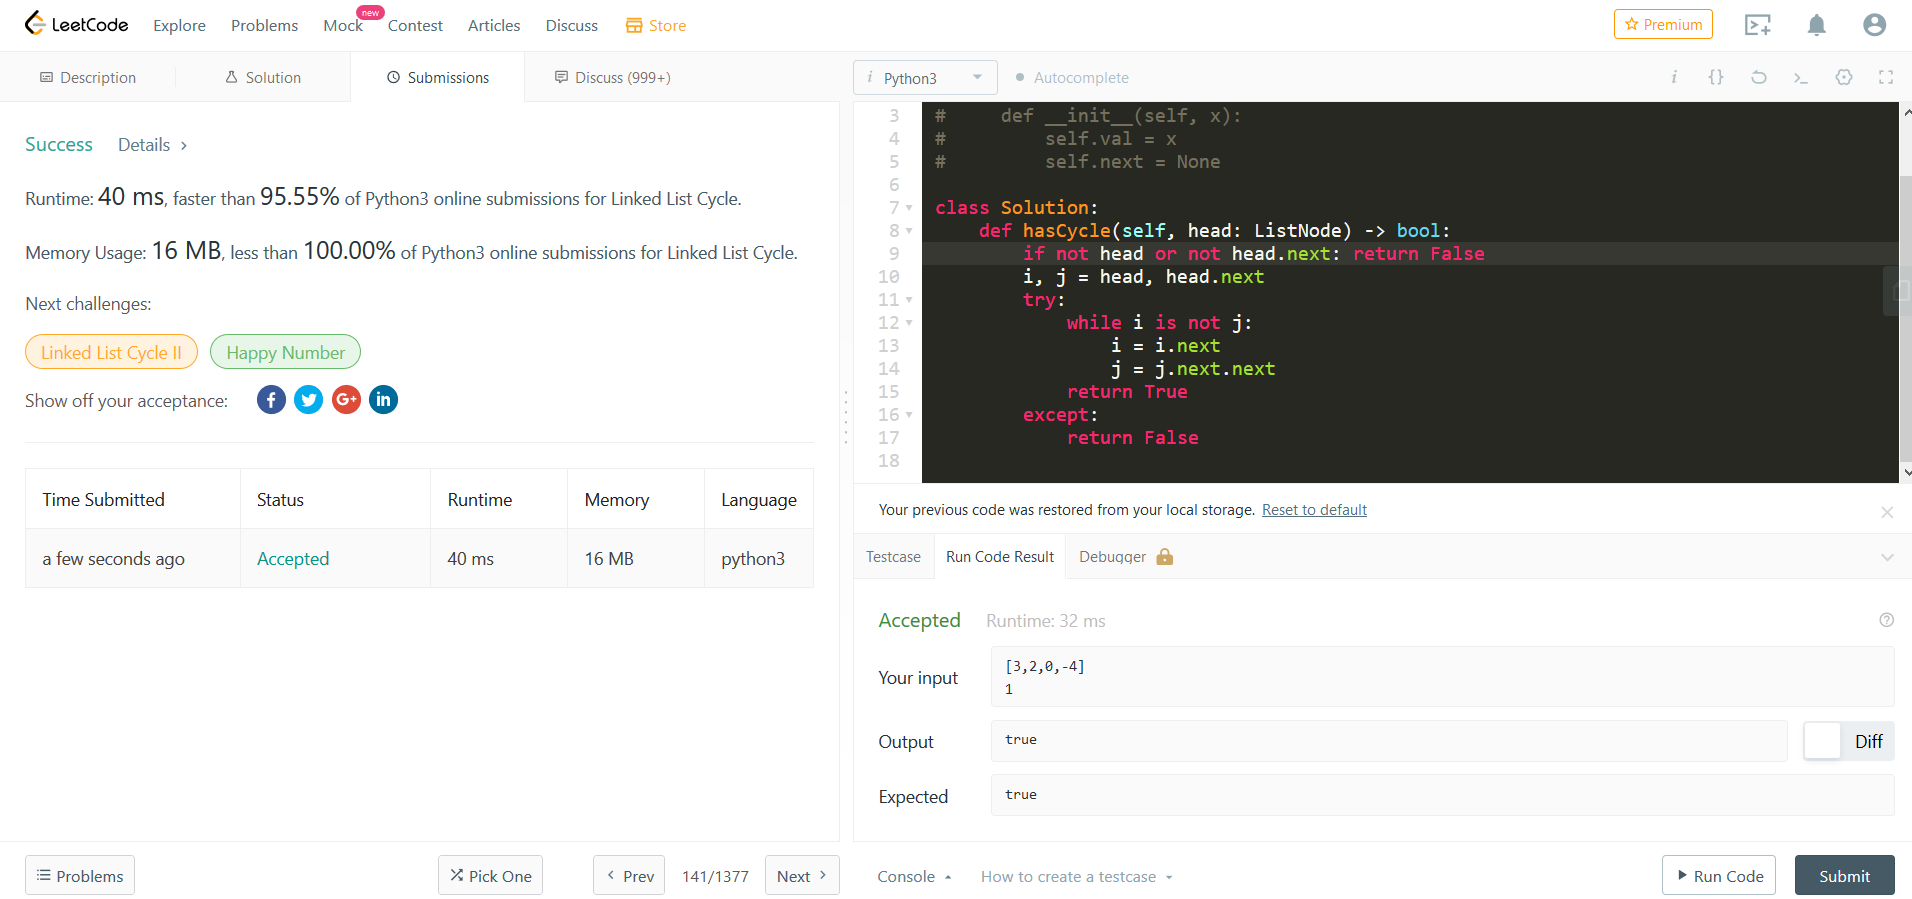 LeetCode Explore Problems Mock new Contest Articles Discuss Store Premium
Description Solution Submissions Discuss (999+)
Success Details >
Runtime: 40 ms, faster than 95.55% of Python3 online submissions for Linked List Cycle.
Memory Usage: 16 MB, less than 100.00% of Python3 online submissions for Linked List Cycle.
Next challenges:
Linked List Cycle II Happy Number
Show off your acceptance: f G+ in
Time Submitted Status Runtime Memory Language
a few seconds ago Accepted 40 ms 16 MB python3
Problems Pick One < Prev 141/1377 Next >
i Python3 Autocomplete i {} >_
3 #     def __init__(self, x):
4 #         self.val = x
5 #         self.next = None
6
7 class Solution:
8     def hasCycle(self, head: ListNode) -> bool:
9         if not head or not head.next: return False
10         i, j = head, head.next
11         try:
12             while i is not j:
13                 i = i.next
14                 j = j.next.next
15             return True
16         except:
17             return False
18
Your previous code was restored from your local storage. Reset to default
Testcase Run Code Result Debugger
Accepted Runtime: 32 ms ?
Your input [3,2,0,-4]
1
Output true Diff
Expected true
Console How to create a testcase Run Code Submit